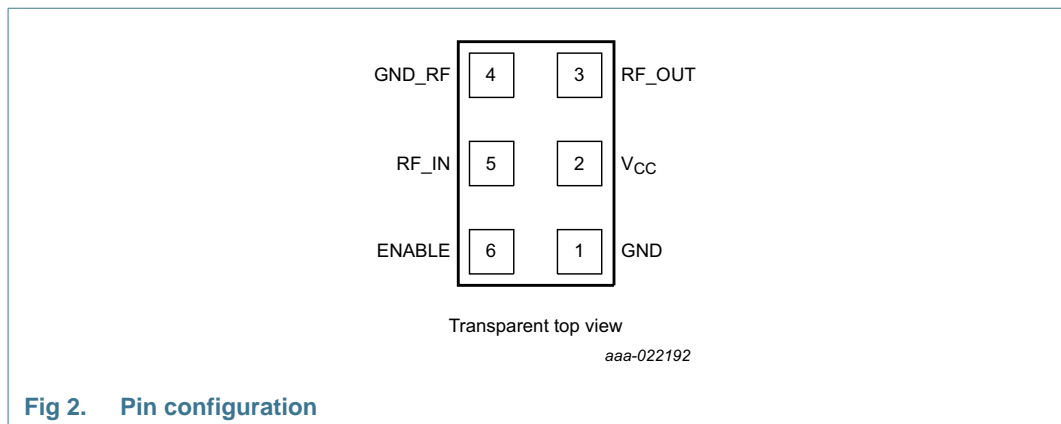 GND_RF 4 3 RF_OUT
RF_IN 5 2 VCC
ENABLE 6 1 GND
Transparent top view
aaa-022192
Fig 2. Pin configuration